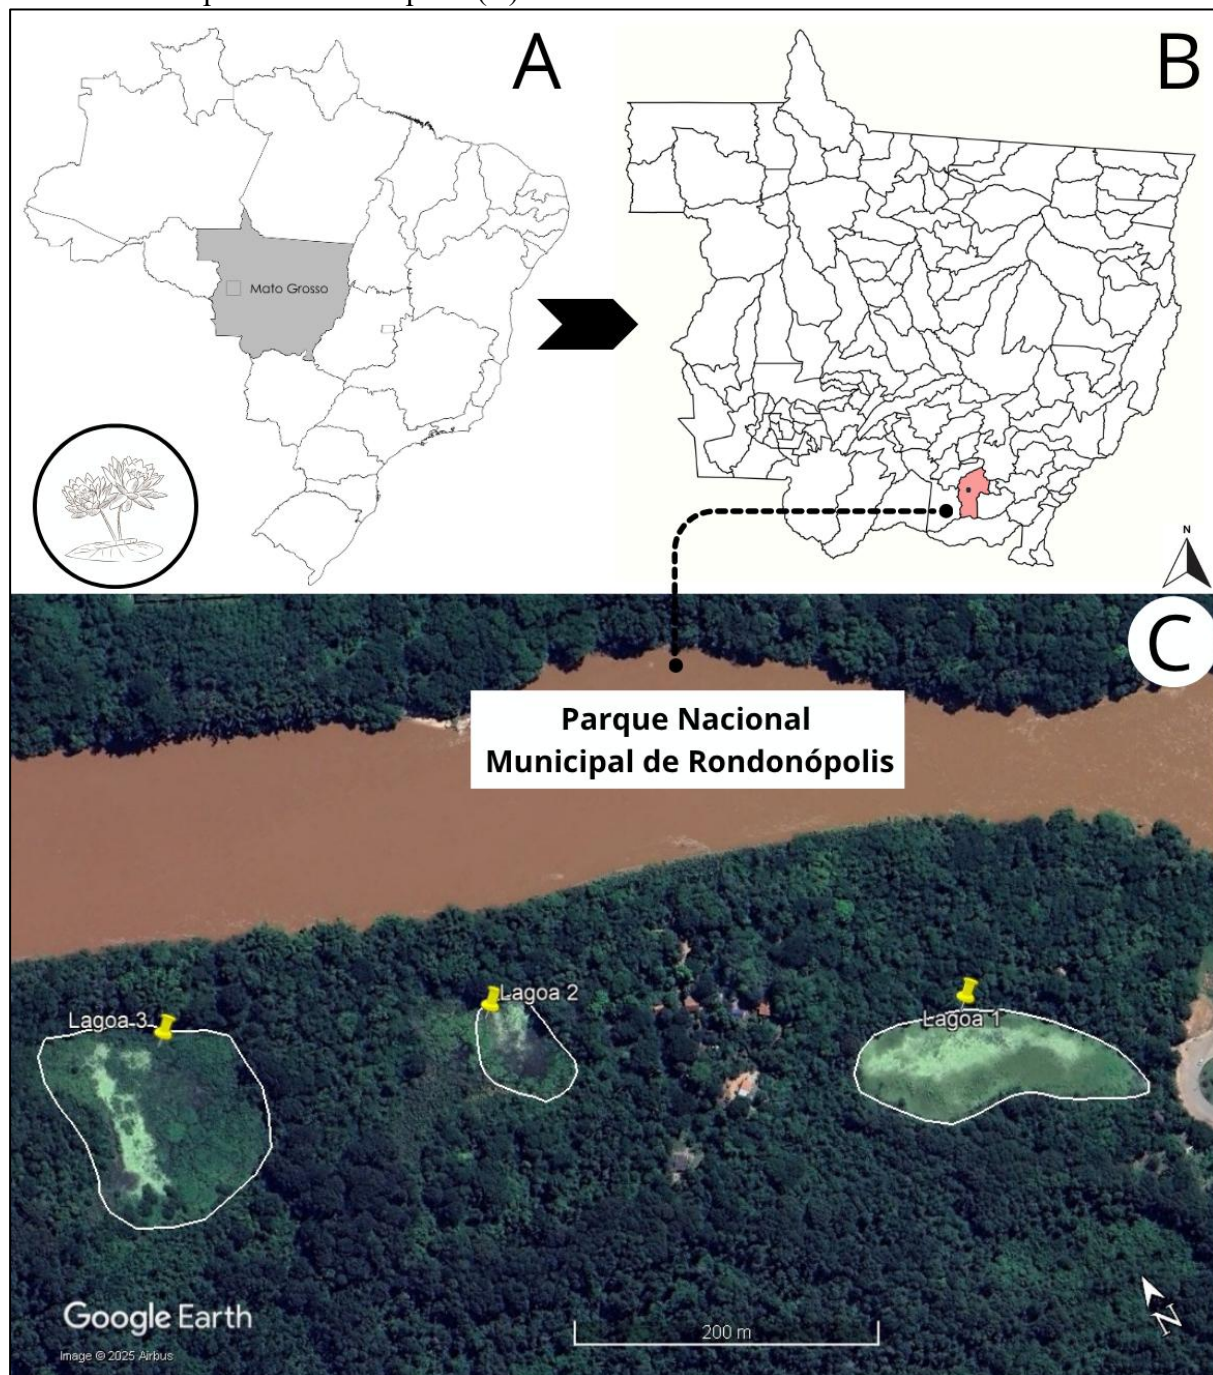 A
B
Mato Grosso
N
C
Parque Nacional
Municipal de Rondonópolis
Lagoa 2
Lagoa 3
Lagoa 1
Google Earth
200 m
N
Image © 2025 Airbus